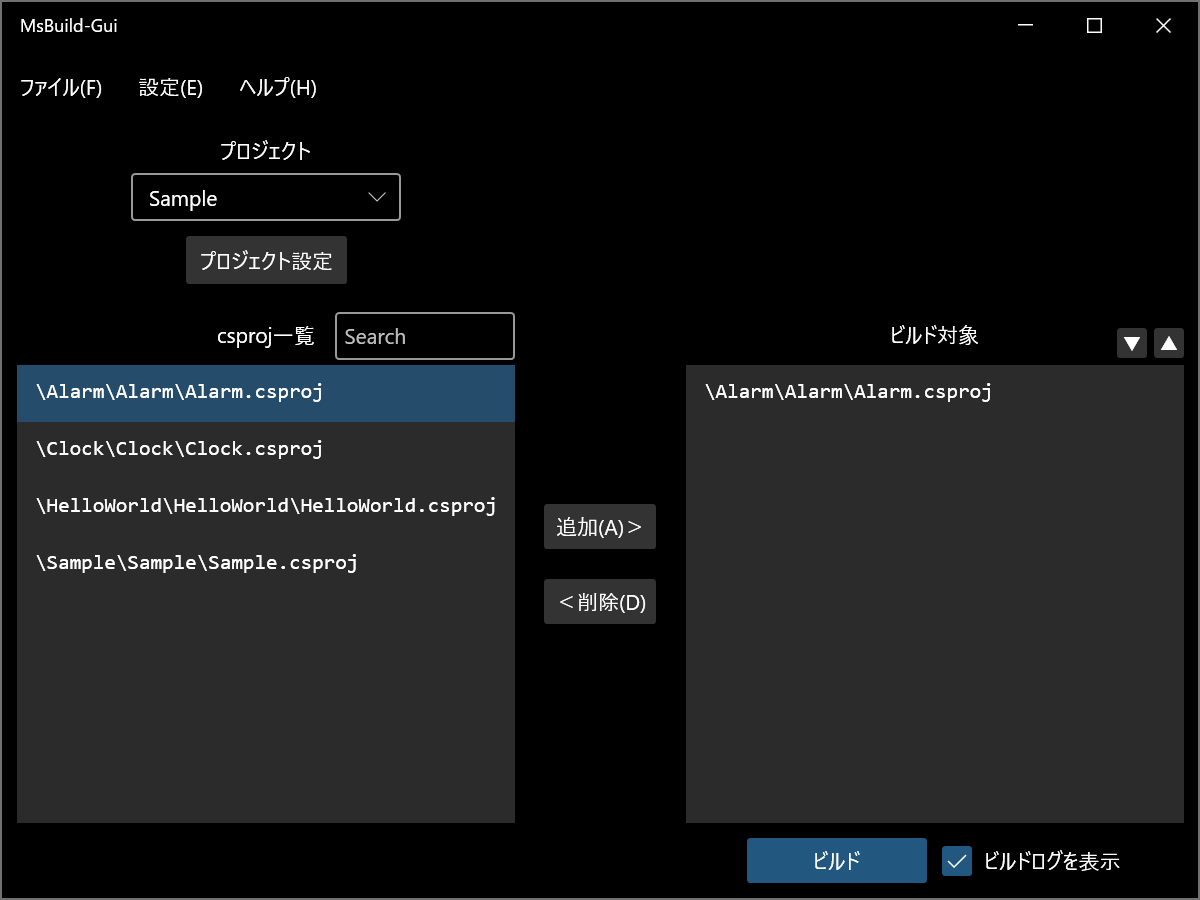 MsBuild-Gui
ファイル(F) 設定(E) ヘルプ(H)
プロジェクト
Sample
プロジェクト設定
csproj一覧 Search
ビルド対象 ▼ ▲
\Alarm\Alarm\Alarm.csproj
\Clock\Clock\Clock.csproj
\HelloWorld\HelloWorld\HelloWorld.csproj
\Sample\Sample\Sample.csproj
追加(A)＞
＜削除(D)
\Alarm\Alarm\Alarm.csproj
ビルド ビルドログを表示